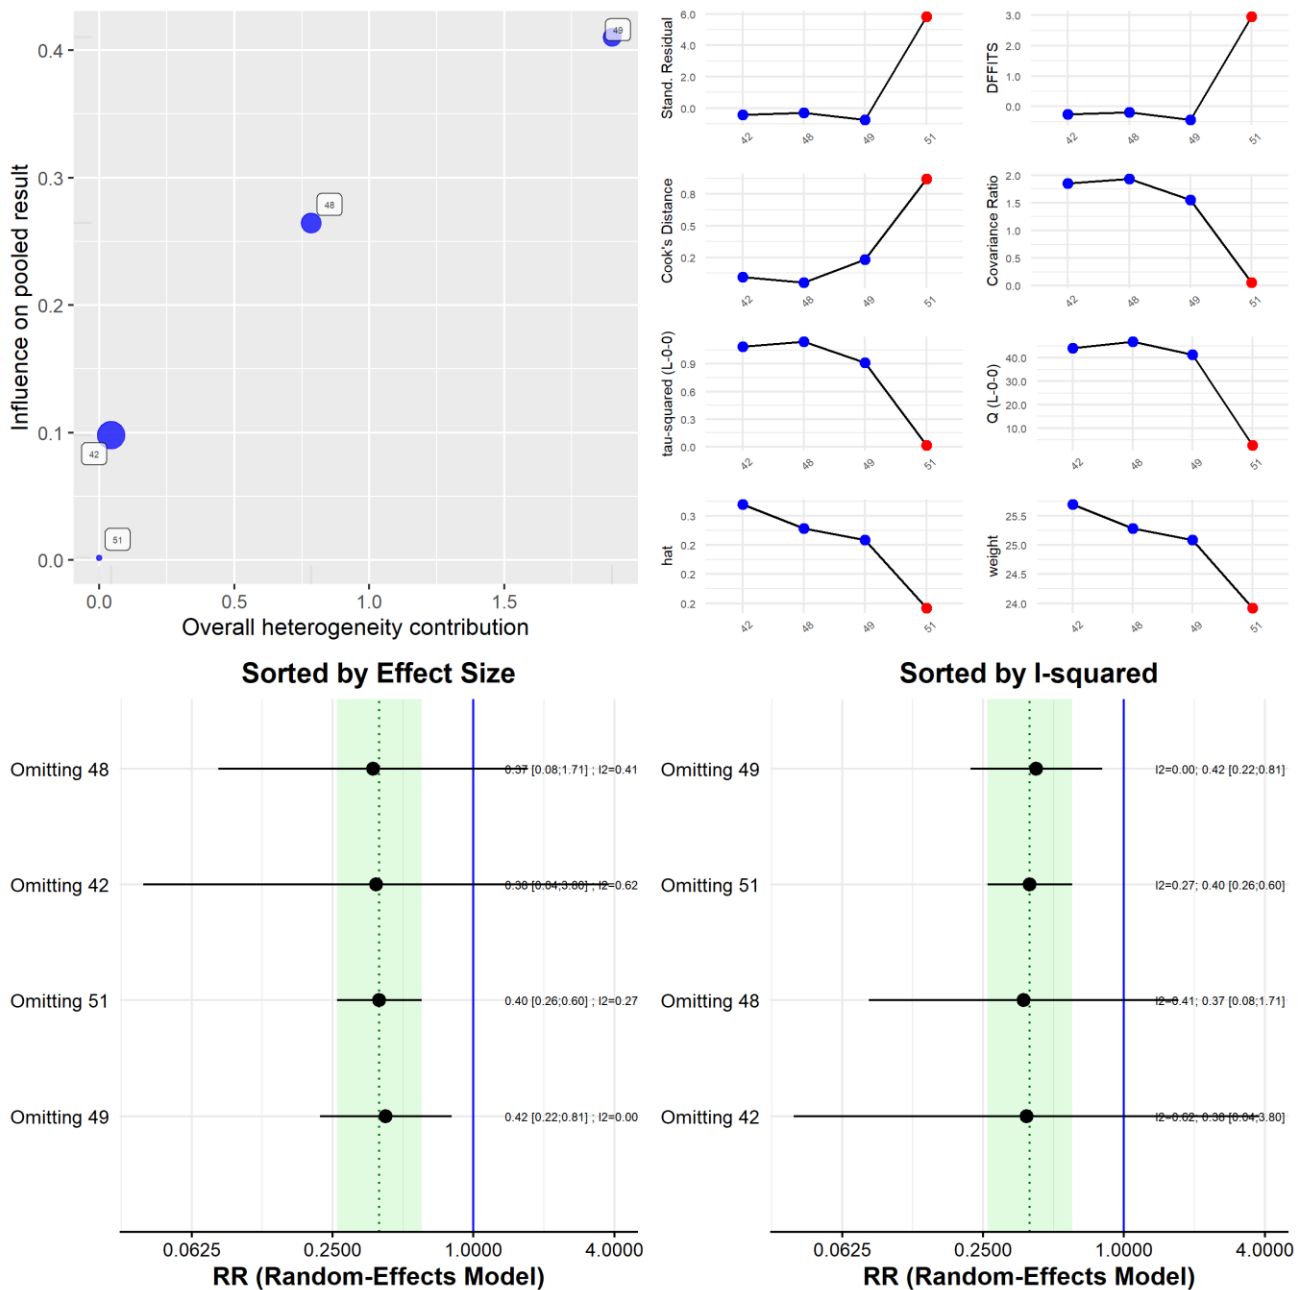 Influence on pooled result
0.4
0.3
0.2
0.1
0.0
49
48
42
51
0.0 0.5 1.0 1.5
Overall heterogeneity contribution
Stand. Residual
6.0
4.0
2.0
0.0
42 48 49 51
DFFITS
3.0
2.0
1.0
0.0
42 48 49 51
Cook's Distance
0.8
0.5
0.2
42 48 49 51
Covariance Ratio
2.0
1.5
1.0
0.5
0.0
42 48 49 51
tau-squared (L-0-0)
0.9
0.6
0.3
0.0
42 48 49 51
Q (L-0-0)
40.0
30.0
20.0
10.0
42 48 49 51
hat
0.3
0.2
0.2
0.2
42 48 49 51
weight
25.5
25.0
24.5
24.0
42 48 49 51
Sorted by Effect Size
Omitting 48 0.37 [0.08;1.71] ; I2=0.41
Omitting 42 0.38 [0.04;3.80] ; I2=0.62
Omitting 51 0.40 [0.26;0.60] ; I2=0.27
Omitting 49 0.42 [0.22;0.81] ; I2=0.00
0.0625 0.2500 1.0000 4.0000
RR (Random-Effects Model)
Sorted by I-squared
Omitting 49 I2=0.00; 0.42 [0.22;0.81]
Omitting 51 I2=0.27; 0.40 [0.26;0.60]
Omitting 48 I2=0.41; 0.37 [0.08;1.71]
Omitting 42 I2=0.62; 0.38 [0.04;3.80]
0.0625 0.2500 1.0000 4.0000
RR (Random-Effects Model)